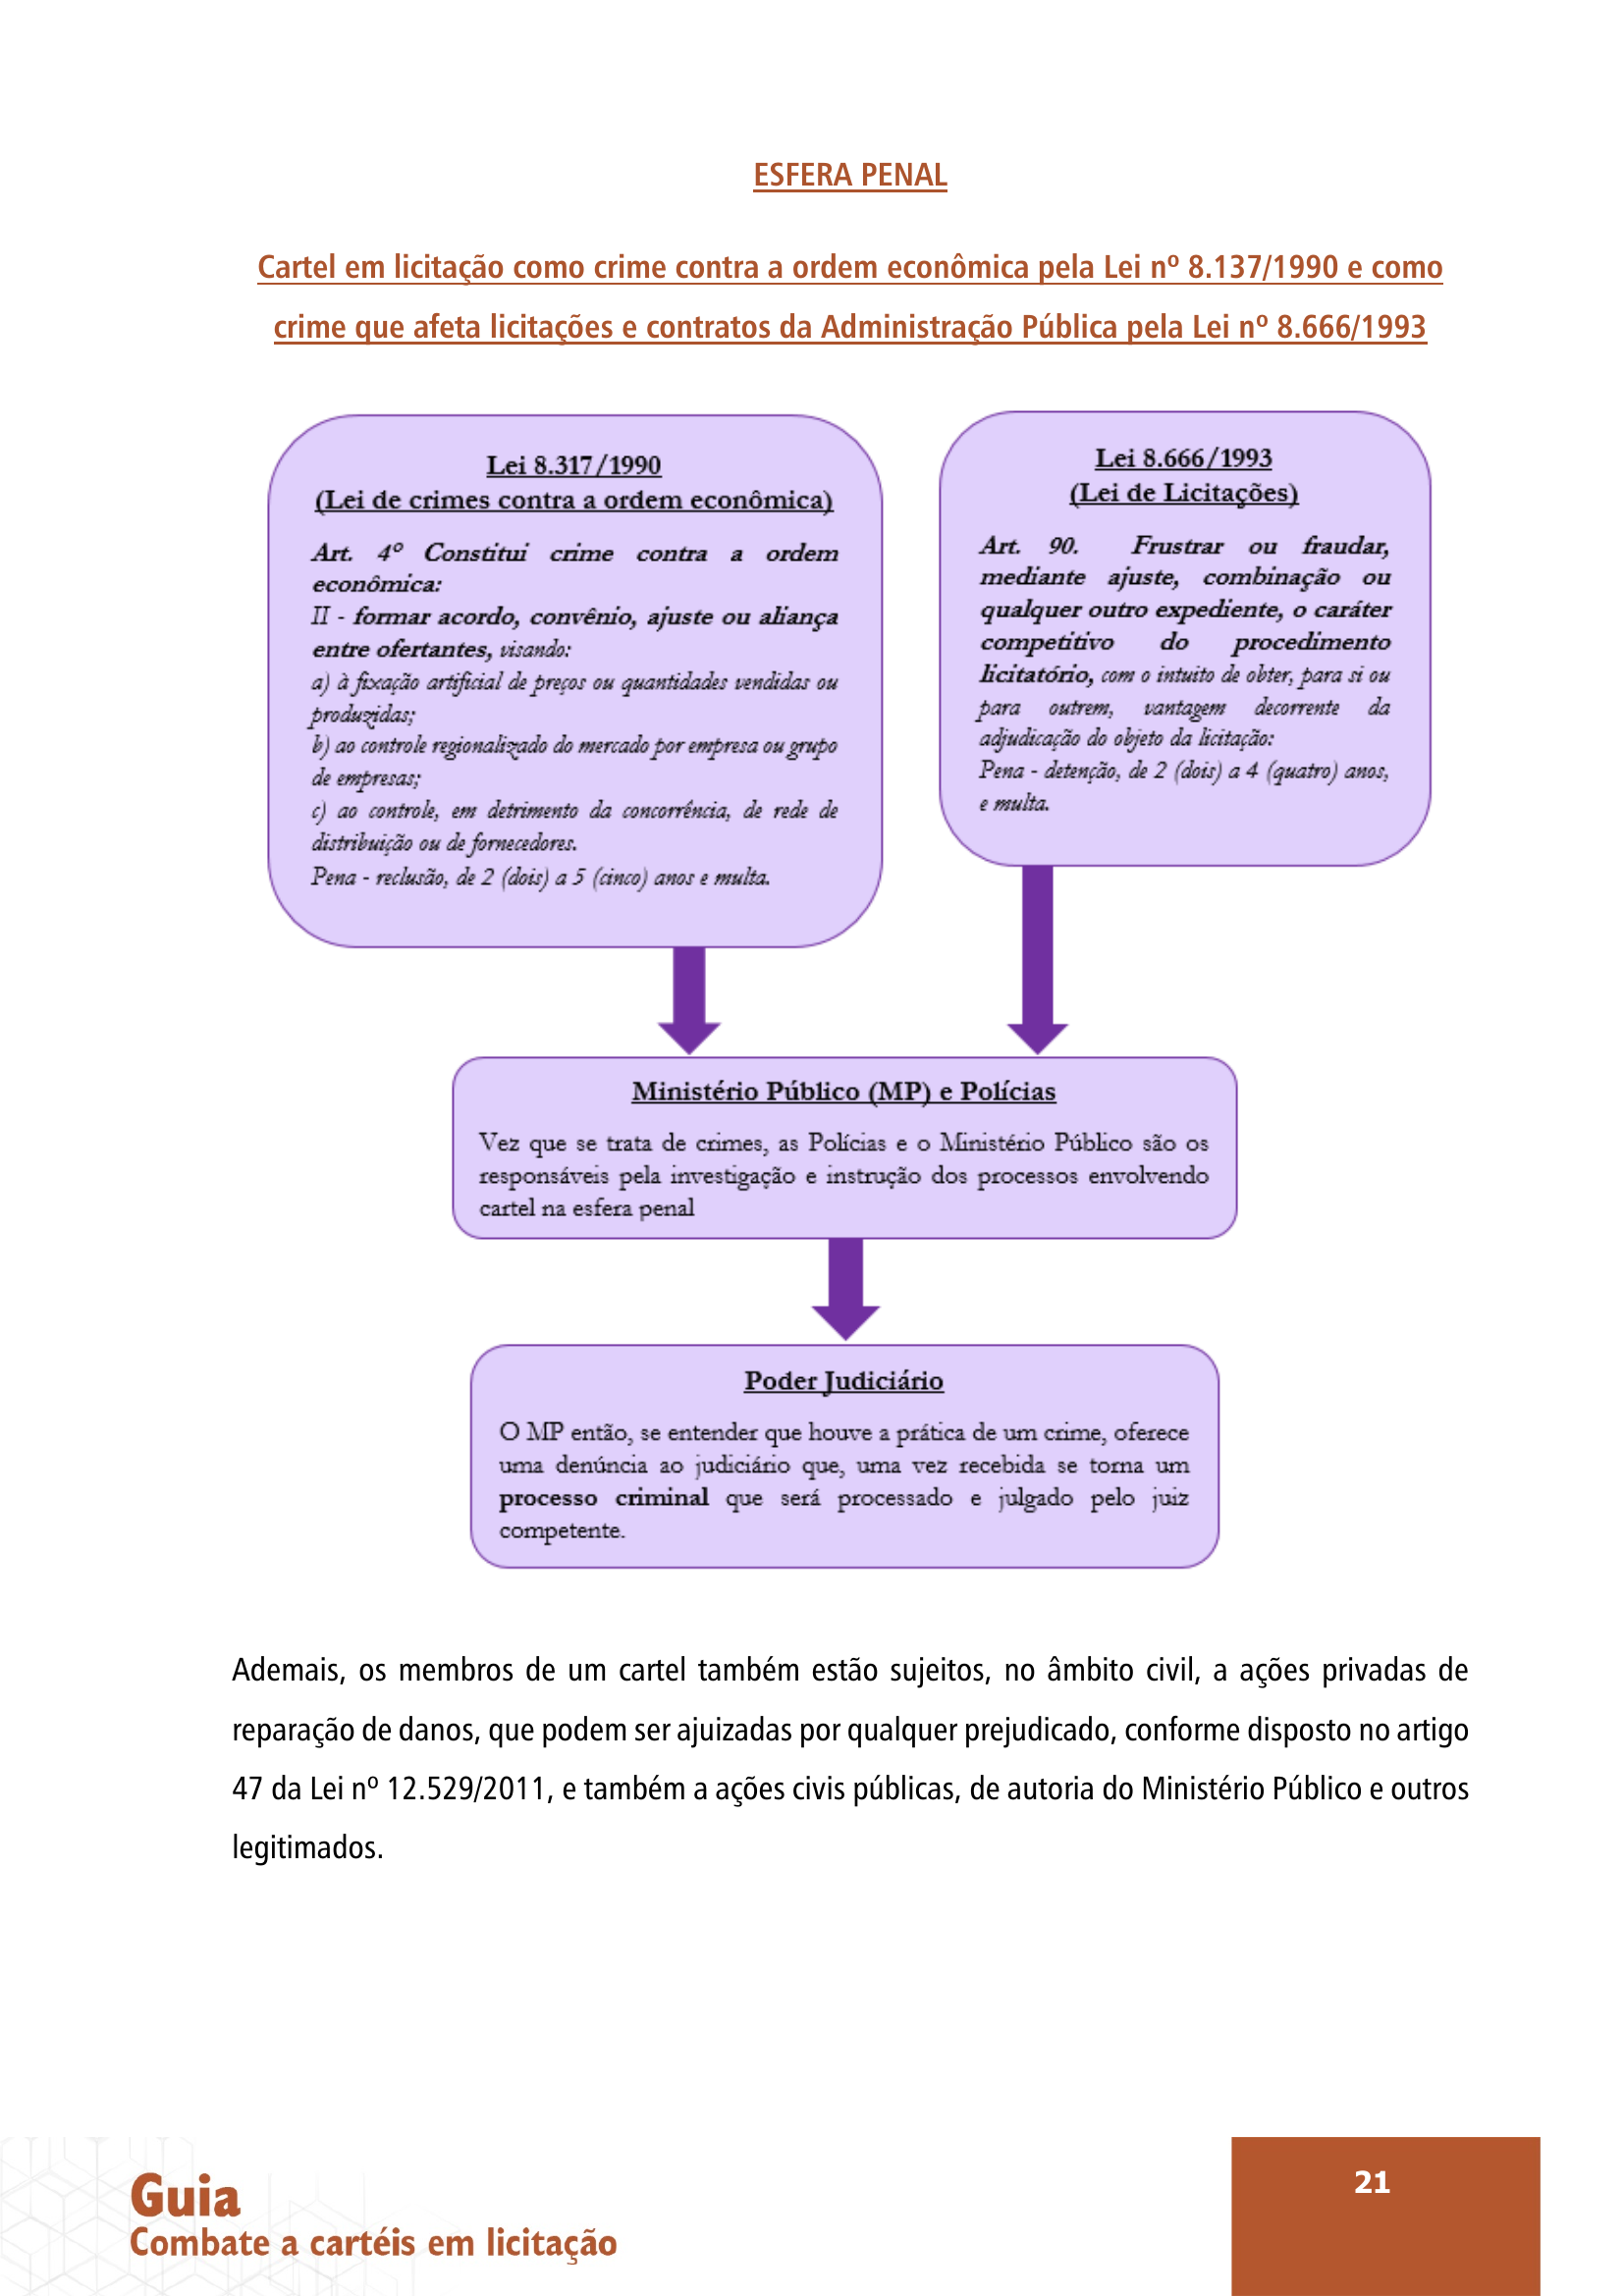 ESFERA PENAL
Cartel em licitação como crime contra a ordem econômica pela Lei nº 8.137/1990 e como
crime que afeta licitações e contratos da Administração Pública pela Lei nº 8.666/1993
Lei 8.317/1990
(Lei de crimes contra a ordem econômica)
Art. 4º Constitui crime contra a ordem
econômica:
II - formar acordo, convênio, ajuste ou aliança
entre ofertantes, visando:
a) à fixação artificial de preços ou quantidades vendidas ou
produzidas;
b) ao controle regionalizado do mercado por empresa ou grupo
de empresas;
c) ao controle, em detrimento da concorrência, de rede de
distribuição ou de fornecedores.
Pena - reclusão, de 2 (dois) a 5 (cinco) anos e multa.
Lei 8.666/1993
(Lei de Licitações)
Art. 90. Frustrar ou fraudar,
mediante ajuste, combinação ou
qualquer outro expediente, o caráter
competitivo do procedimento
licitatório, com o intuito de obter, para si ou
para outrem, vantagem decorrente da
adjudicação do objeto da licitação:
Pena - detenção, de 2 (dois) a 4 (quatro) anos,
e multa.
Ministério Público (MP) e Polícias
Vez que se trata de crimes, as Polícias e o Ministério Público são os
responsáveis pela investigação e instrução dos processos envolvendo
cartel na esfera penal
Poder Judiciário
O MP então, se entender que houve a prática de um crime, oferece
uma denúncia ao judiciário que, uma vez recebida se torna um
processo criminal que será processado e julgado pelo juiz
competente.
Ademais, os membros de um cartel também estão sujeitos, no âmbito civil, a ações privadas de
reparação de danos, que podem ser ajuizadas por qualquer prejudicado, conforme disposto no artigo
47 da Lei nº 12.529/2011, e também a ações civis públicas, de autoria do Ministério Público e outros
legitimados.
Guia
Combate a cartéis em licitação
21